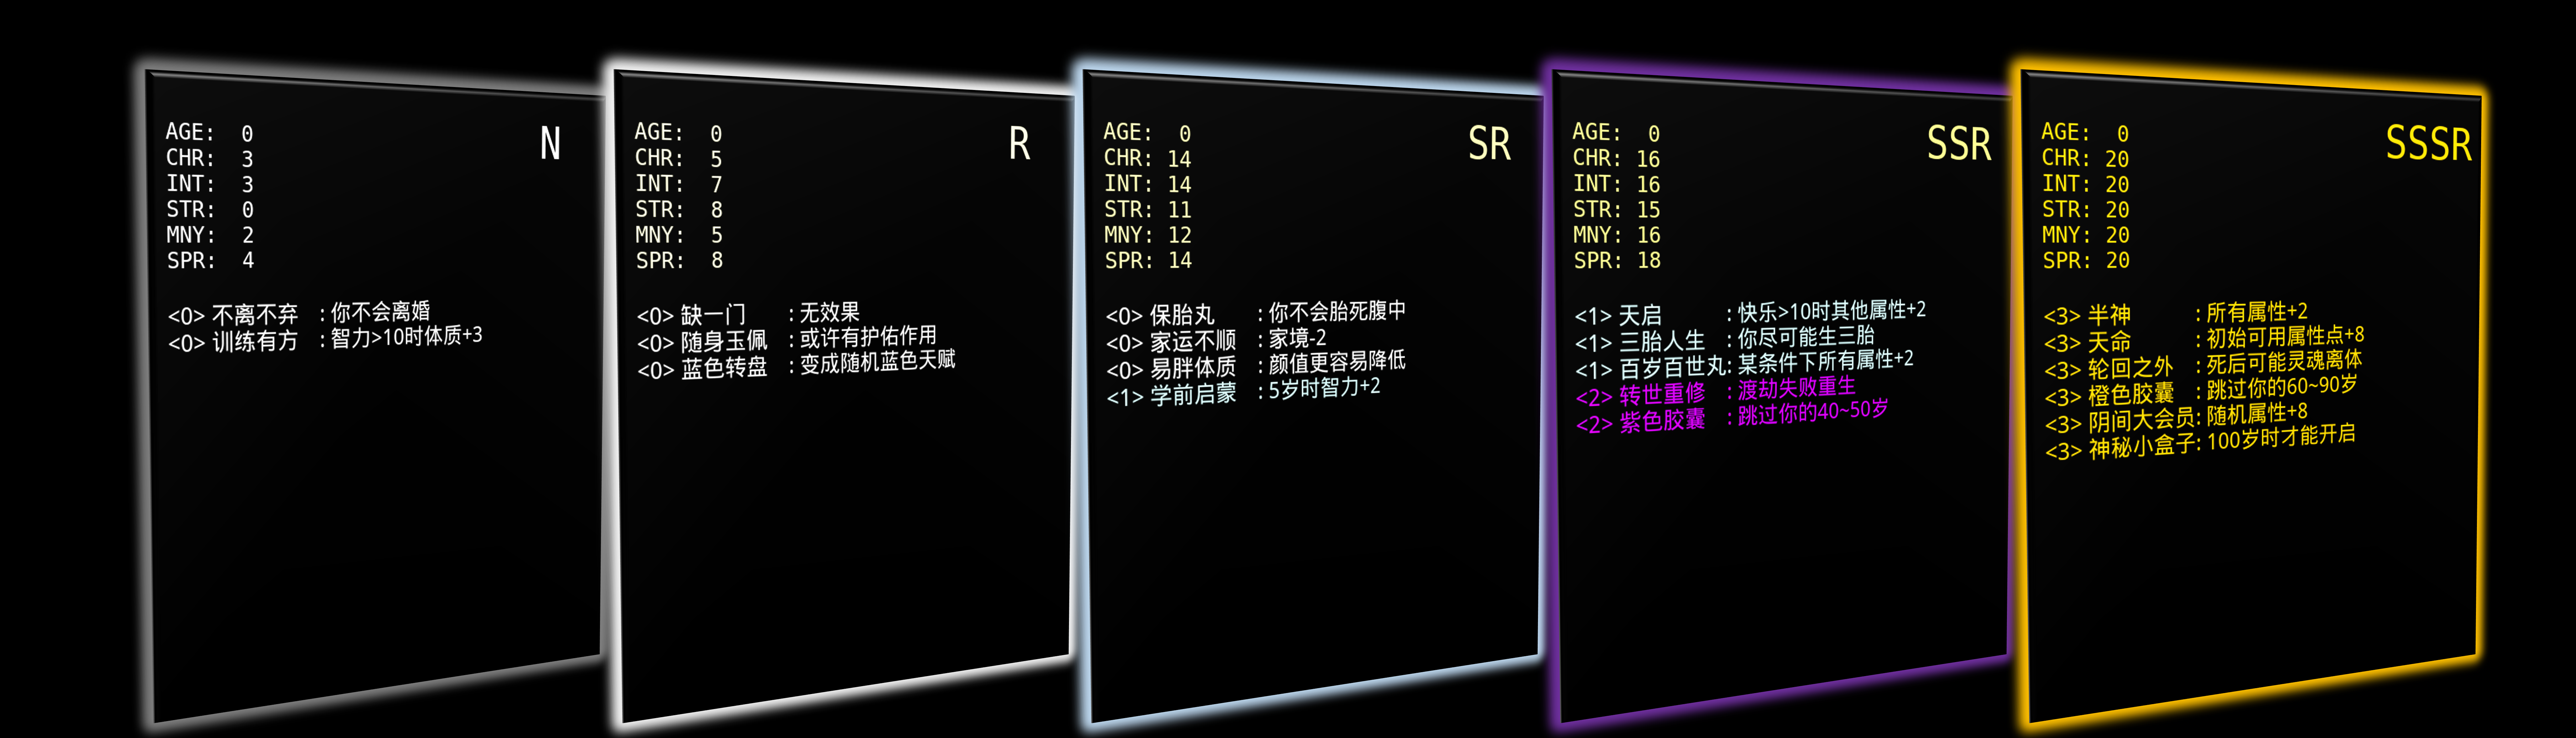 AGE: 0
CHR: 3
INT: 3
STR: 0
MNY: 2
SPR: 4
N
<0> 不离不弃 : 你不会离婚
<0> 训练有方 : 智力>10时体质+3
AGE: 0
CHR: 5
INT: 7
STR: 8
MNY: 5
SPR: 8
R
<0> 缺一门 : 无效果
<0> 随身玉佩 : 或许有护佑作用
<0> 蓝色转盘 : 变成随机蓝色天赋
AGE: 0
CHR: 14
INT: 14
STR: 11
MNY: 12
SPR: 14
SR
<0> 保胎丸 : 你不会胎死腹中
<0> 家运不顺 : 家境-2
<0> 易胖体质 : 颜值更容易降低
<1> 学前启蒙 : 5岁时智力+2
AGE: 0
CHR: 16
INT: 16
STR: 15
MNY: 16
SPR: 18
SSR
<1> 天启 : 快乐>10时其他属性+2
<1> 三胎人生 : 你尽可能生三胎
<1> 百岁百世丸: 某条件下所有属性+2
<2> 转世重修 : 渡劫失败重生
<2> 紫色胶囊 : 跳过你的40~50岁
AGE: 0
CHR: 20
INT: 20
STR: 20
MNY: 20
SPR: 20
SSSR
<3> 半神 : 所有属性+2
<3> 天命 : 初始可用属性点+8
<3> 轮回之外 : 死后可能灵魂离体
<3> 橙色胶囊 : 跳过你的60~90岁
<3> 阴间大会员: 随机属性+8
<3> 神秘小盒子: 100岁时才能开启